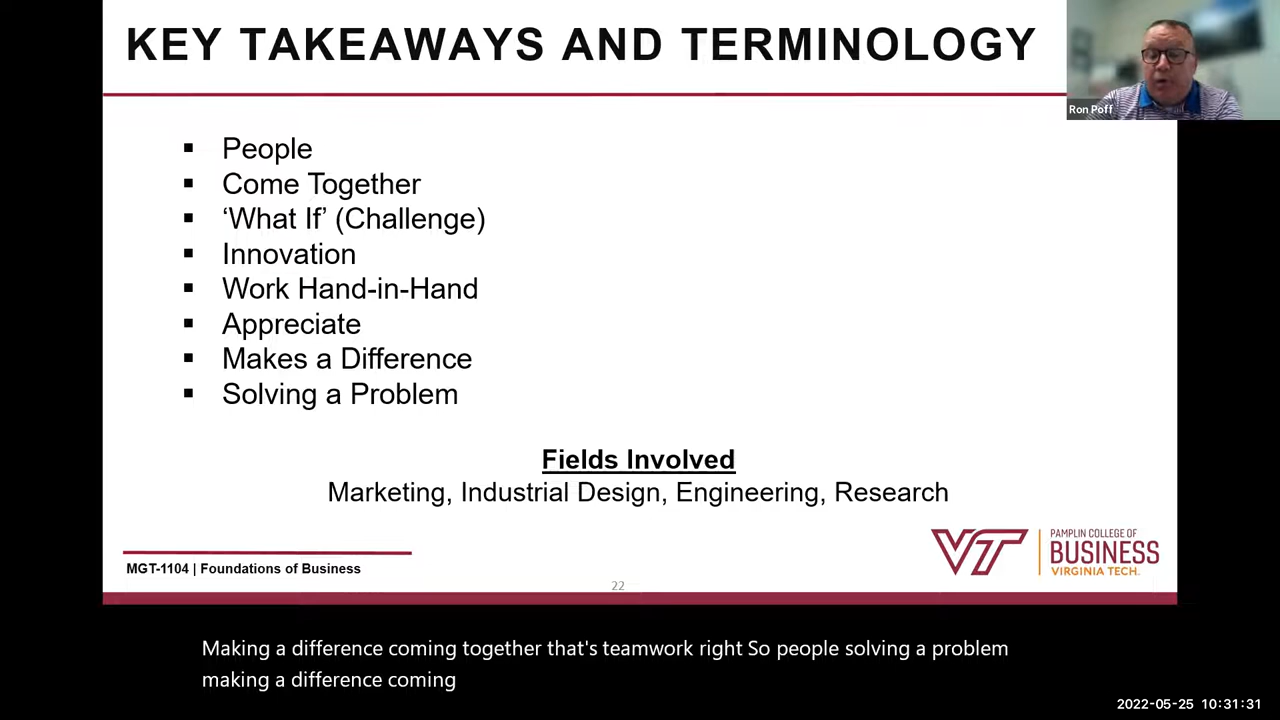 KEY TAKEAWAYS AND TERMINOLOGY
Ron Poff
▪ People
▪ Come Together
▪ ‘What If’ (Challenge)
▪ Innovation
▪ Work Hand-in-Hand
▪ Appreciate
▪ Makes a Difference
▪ Solving a Problem
Fields Involved
Marketing, Industrial Design, Engineering, Research
MGT-1104 | Foundations of Business
22
VT
PAMPLIN COLLEGE OF
BUSINESS
VIRGINIA TECH.
Making a difference coming together that's teamwork right So people solving a problem
making a difference coming
2022-05-25 10:31:31